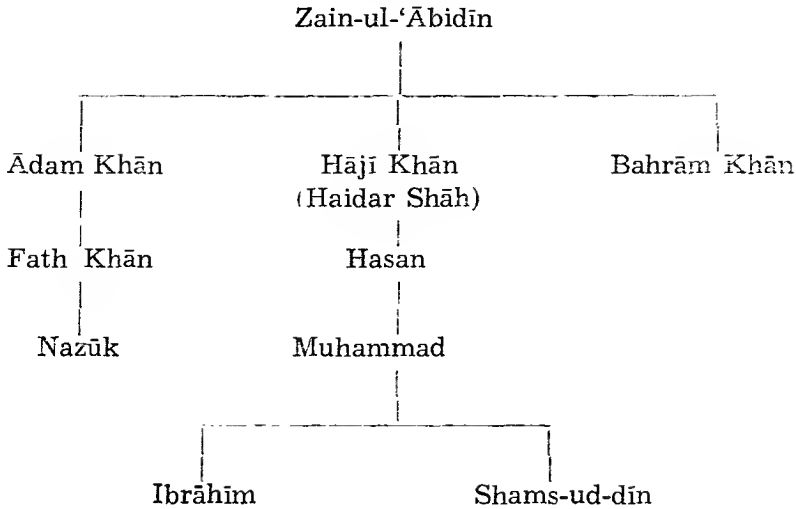 Zain-ul-‘Ābidīn
Ādam Khān Hājī Khān Bahrām Khān
(Haidar Shāh)
Fath Khān Hasan
Nazūk Muhammad
Ibrāhīm Shams-ud-dīn